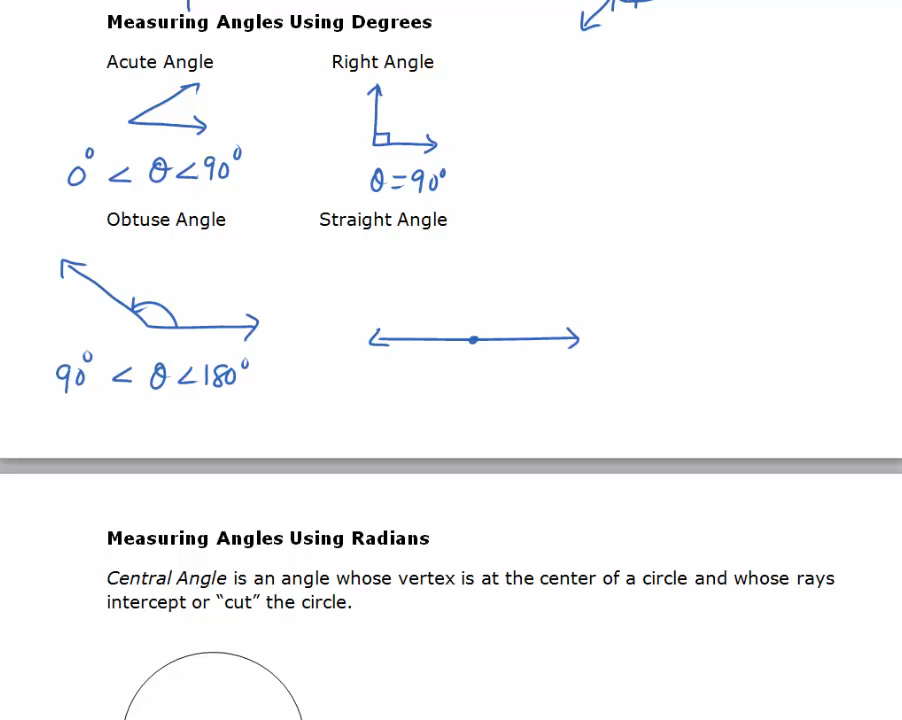 Measuring Angles Using Degrees
Acute Angle Right Angle
0° < θ < 90° θ = 90°
Obtuse Angle Straight Angle
90° < θ < 180°
Measuring Angles Using Radians
Central Angle is an angle whose vertex is at the center of a circle and whose rays
intercept or “cut” the circle.